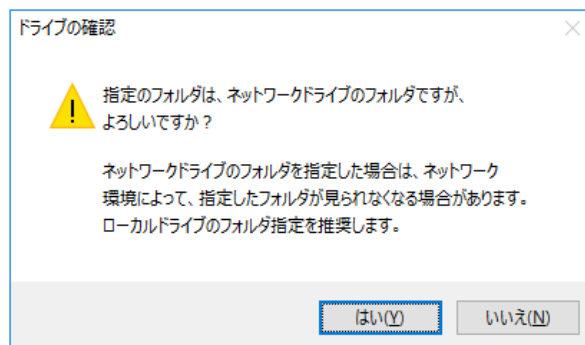 ドライブの確認
指定のフォルダは、ネットワークドライブのフォルダですが、
よろしいですか？
ネットワークドライブのフォルダを指定した場合は、ネットワーク
環境によって、指定したフォルダが見られなくなる場合があります。
ローカルドライブのフォルダ指定を推奨します。
はい(Y)
いいえ(N)